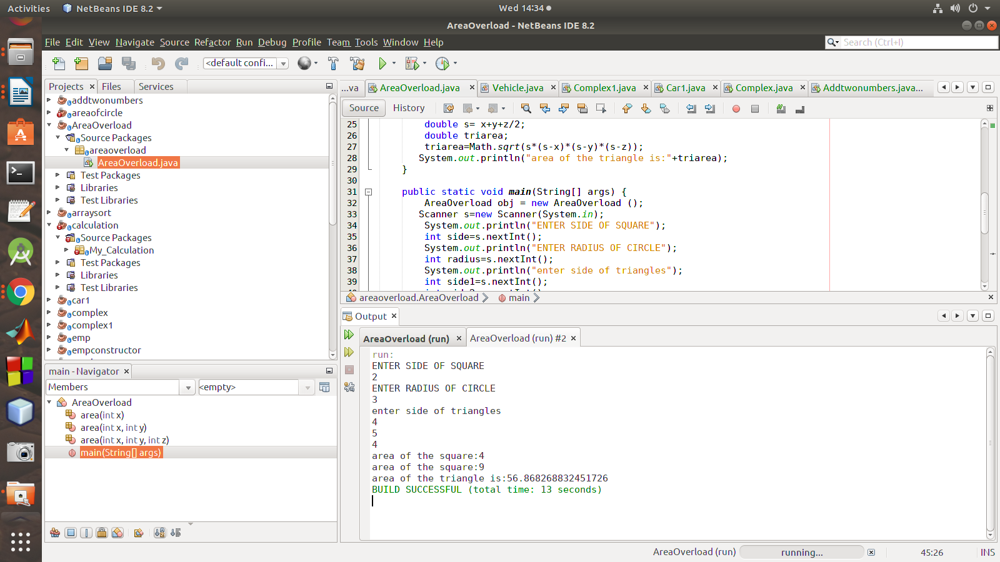 Activities NetBeans IDE 8.2 Wed 14:34
AreaOverload - NetBeans IDE 8.2
File Edit View Navigate Source Refactor Run Debug Profile Team Tools Window Help Search (Ctrl+I)
<default confi...
Projects Files Services
addtwonumbers
areaofcircle
AreaOverload
Source Packages
areaoverload
AreaOverload.java
Test Packages
Libraries
Test Libraries
arraysort
calculation
Source Packages
My_Calculation
Test Packages
Libraries
Test Libraries
car1
complex
complex1
emp
empconstructor
main - Navigator
Members <empty>
AreaOverload
area(int x)
area(int x, int y)
area(int x, int y, int z)
main(String[] args)
...va AreaOverload.java Vehicle.java Complex1.java Car1.java Complex.java Addtwonumbers.java...
Source History
25 double s= x+y+z/2;
26 double triarea;
27 triarea=Math.sqrt(s*(s-x)*(s-y)*(s-z));
28 System.out.println("area of the triangle is:"+triarea);
29 }
30
31 public static void main(String[] args) {
32 AreaOverload obj = new AreaOverload ();
33 Scanner s=new Scanner(System.in);
34 System.out.println("ENTER SIDE OF SQUARE");
35 int side=s.nextInt();
36 System.out.println("ENTER RADIUS OF CIRCLE");
37 int radius=s.nextInt();
38 System.out.println("enter side of triangles");
39 int side1=s.nextInt();
areaoverload.AreaOverload main
Output
AreaOverload (run) AreaOverload (run) #2
run:
ENTER SIDE OF SQUARE
2
ENTER RADIUS OF CIRCLE
3
enter side of triangles
4
5
4
area of the square:4
area of the square:9
area of the triangle is:56.868268832451726
BUILD SUCCESSFUL (total time: 13 seconds)
AreaOverload (run) running... 45:26 INS